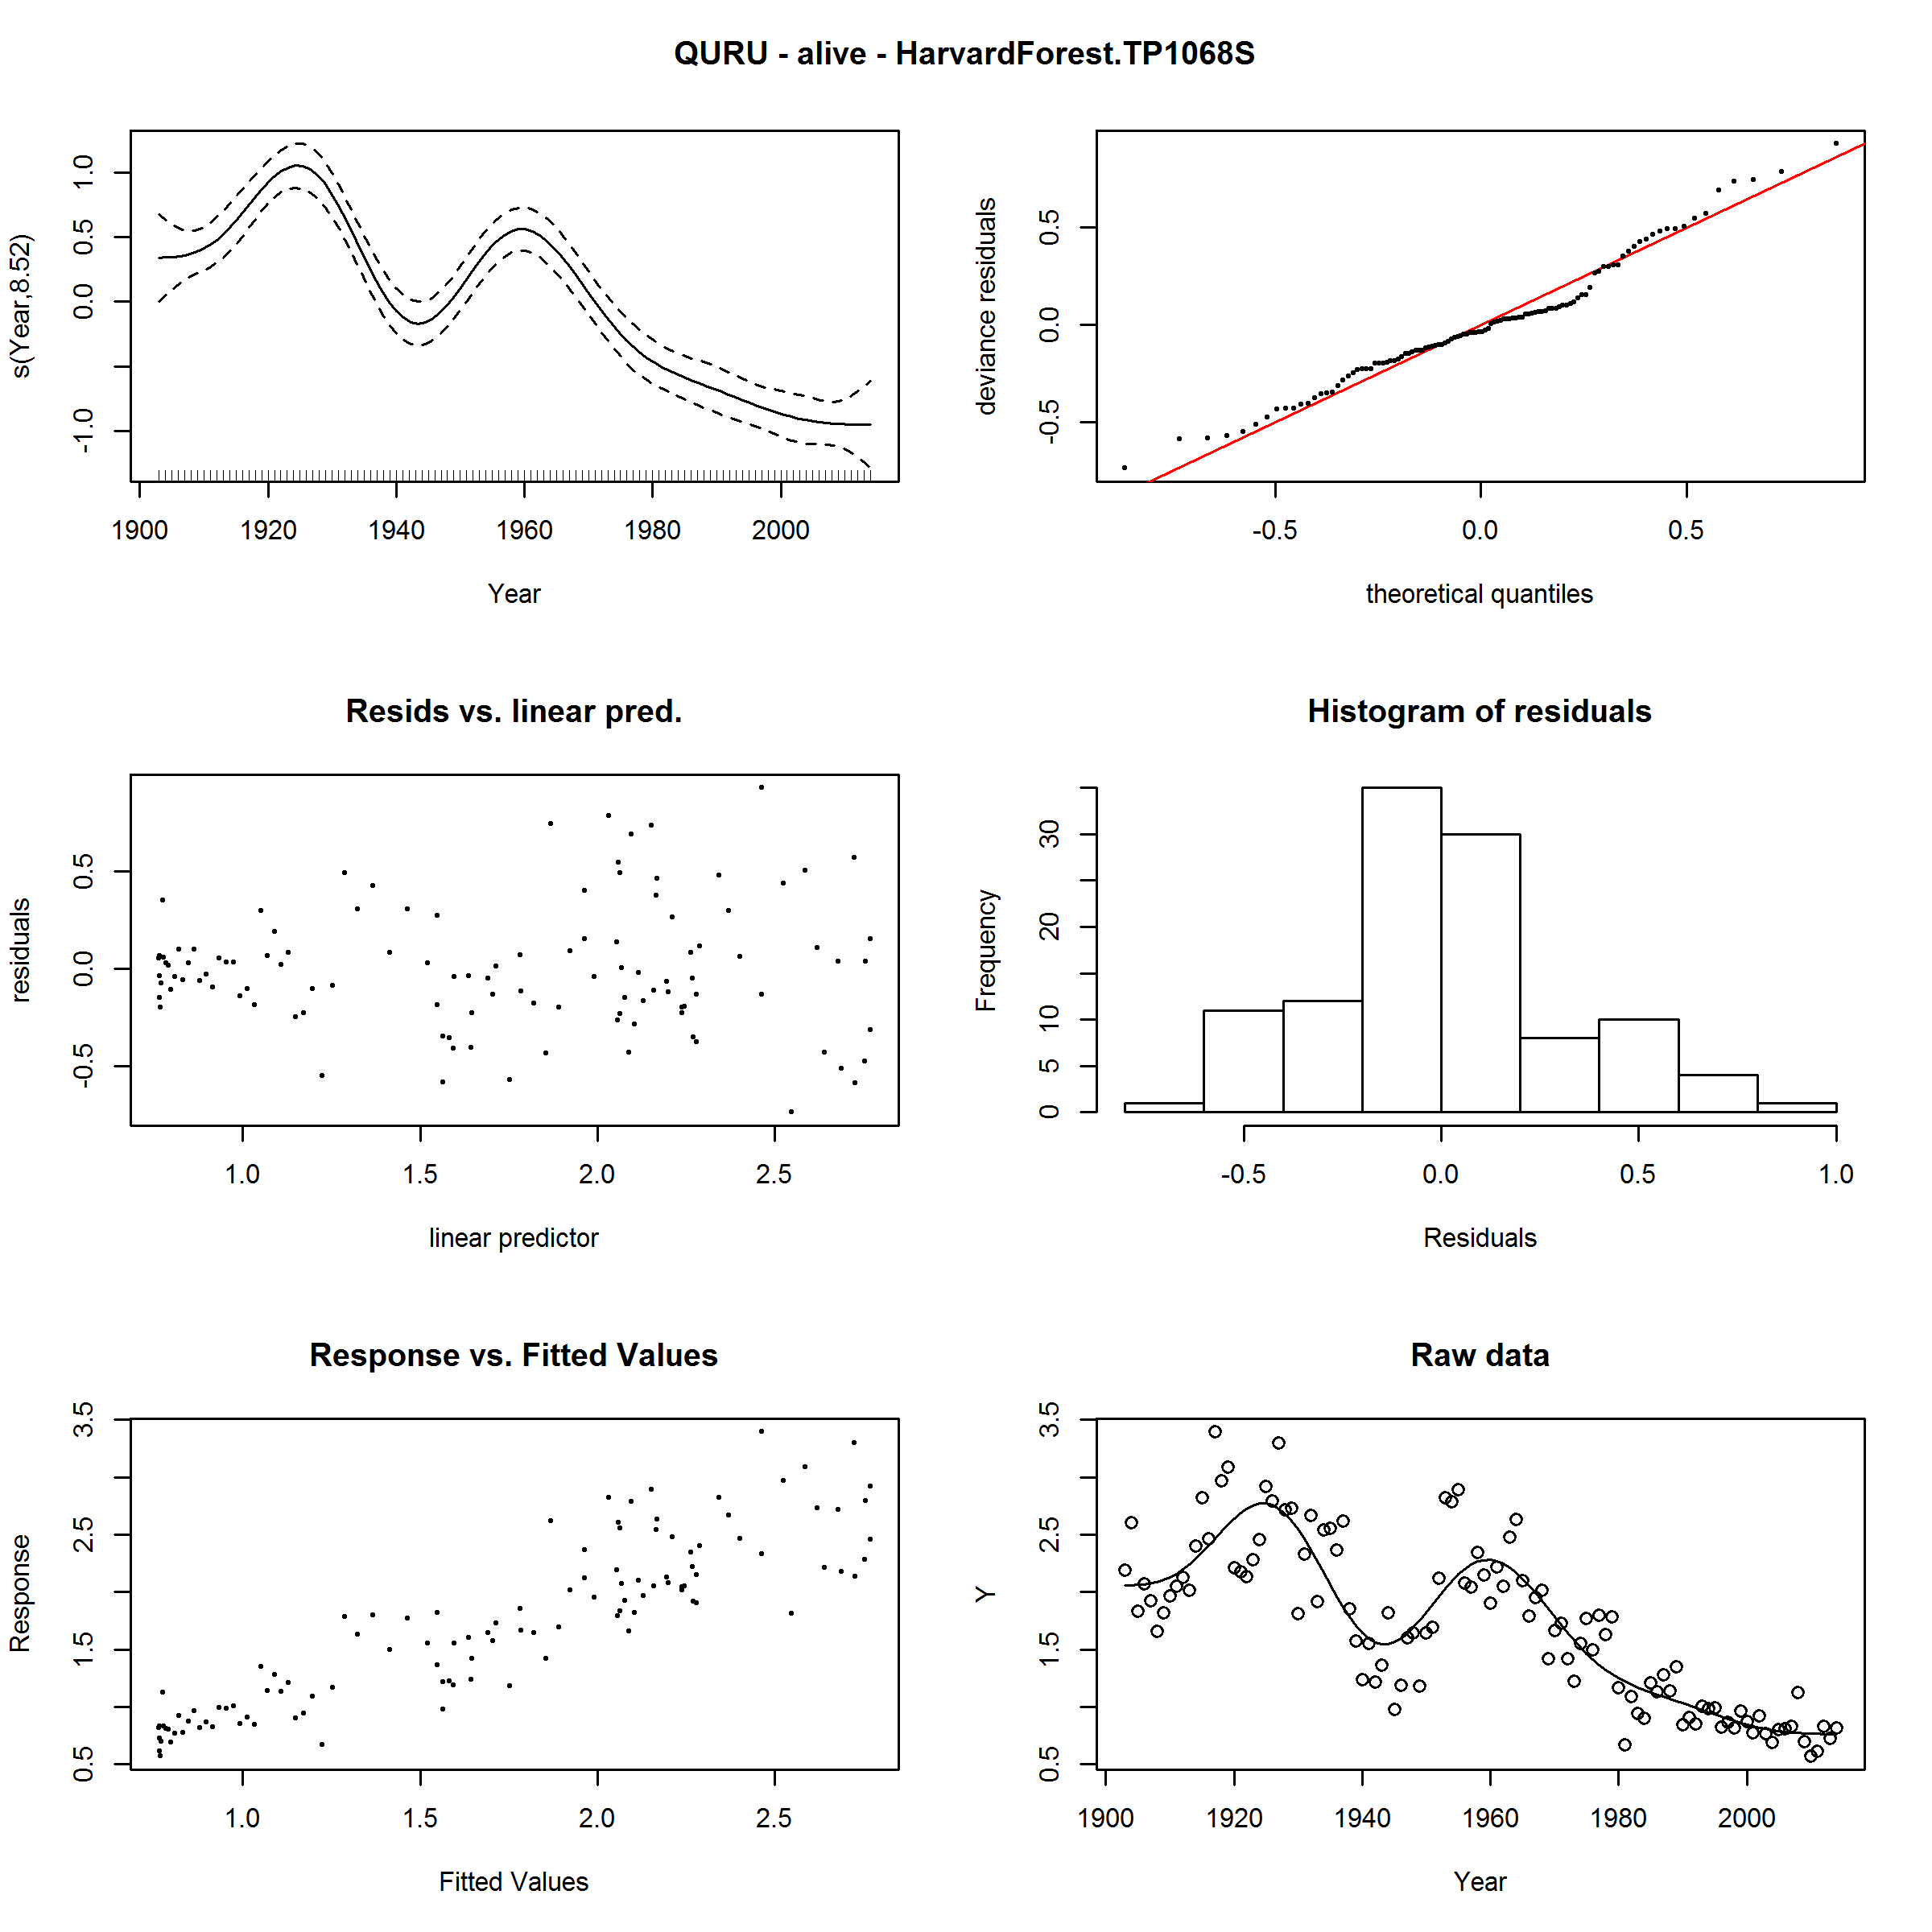 QURU - alive - HarvardForest.TP1068S
s(Year,8.52)
-1.0 0.0 0.5 1.0
1900 1920 1940 1960 1980 2000
Year
deviance residuals
-0.5 0.0 0.5
-0.5 0.0 0.5
theoretical quantiles
Resids vs. linear pred.
residuals
-0.5 0.0 0.5
1.0 1.5 2.0 2.5
linear predictor
Histogram of residuals
Frequency
0 5 10 20 30
-0.5 0.0 0.5 1.0
Residuals
Response vs. Fitted Values
Response
0.5 1.5 2.5 3.5
1.0 1.5 2.0 2.5
Fitted Values
Raw data
Y
0.5 1.5 2.5 3.5
1900 1920 1940 1960 1980 2000
Year